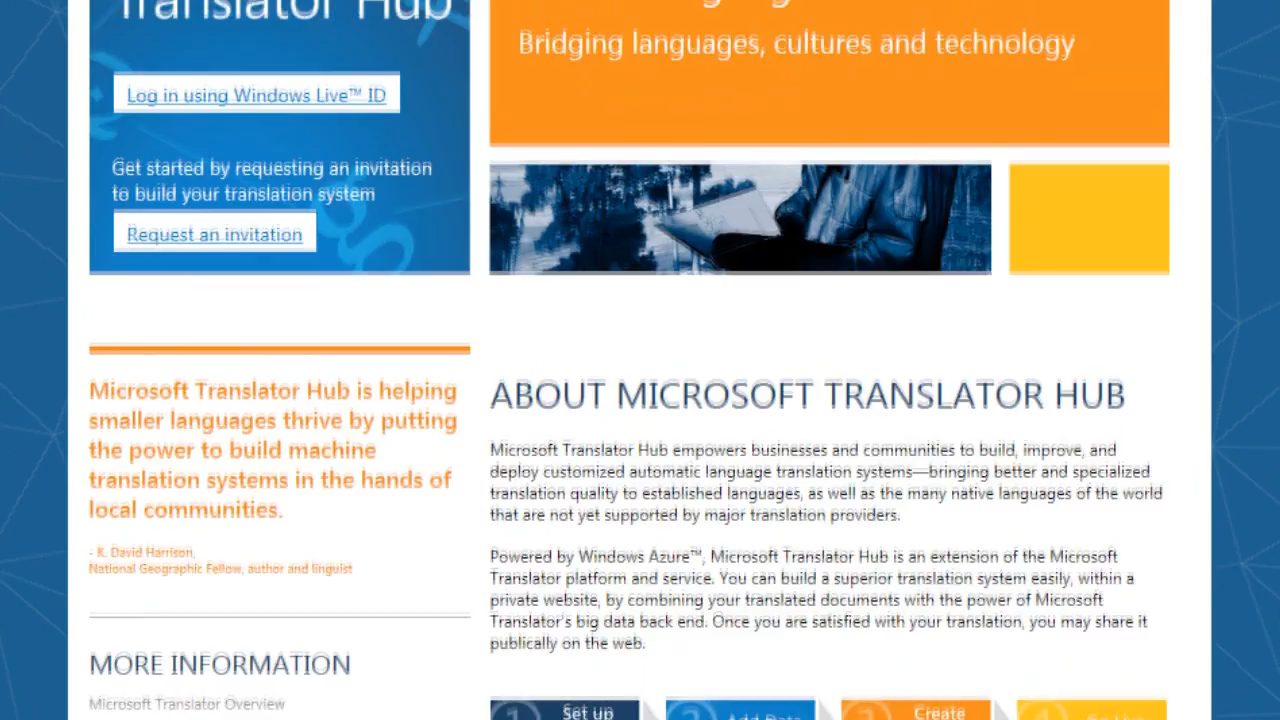 Translator Hub
Bridging languages, cultures and technology
Log in using Windows Live™ ID
Get started by requesting an invitation
to build your translation system
Request an invitation
Microsoft Translator Hub is helping
smaller languages thrive by putting
the power to build machine
translation systems in the hands of
local communities.
- K. David Harrison,
National Geographic Fellow, author and linguist
MORE INFORMATION
Microsoft Translator Overview
ABOUT MICROSOFT TRANSLATOR HUB
Microsoft Translator Hub empowers businesses and communities to build, improve, and
deploy customized automatic language translation systems—bringing better and specialized
translation quality to established languages, as well as the many native languages of the world
that are not yet supported by major translation providers.
Powered by Windows Azure™, Microsoft Translator Hub is an extension of the Microsoft
Translator platform and service. You can build a superior translation system easily, within a
private website, by combining your translated documents with the power of Microsoft
Translator's big data back end. Once you are satisfied with your translation, you may share it
publically on the web.
1 Set up
2 Add Data
3 Create
4